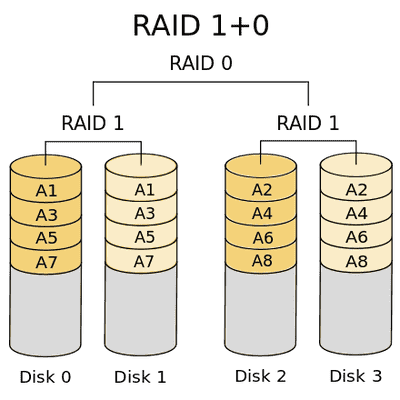 RAID 1+0
RAID 0
RAID 1 RAID 1
A1 A1 A2 A2
A3 A3 A4 A4
A5 A5 A6 A6
A7 A7 A8 A8
Disk 0 Disk 1 Disk 2 Disk 3